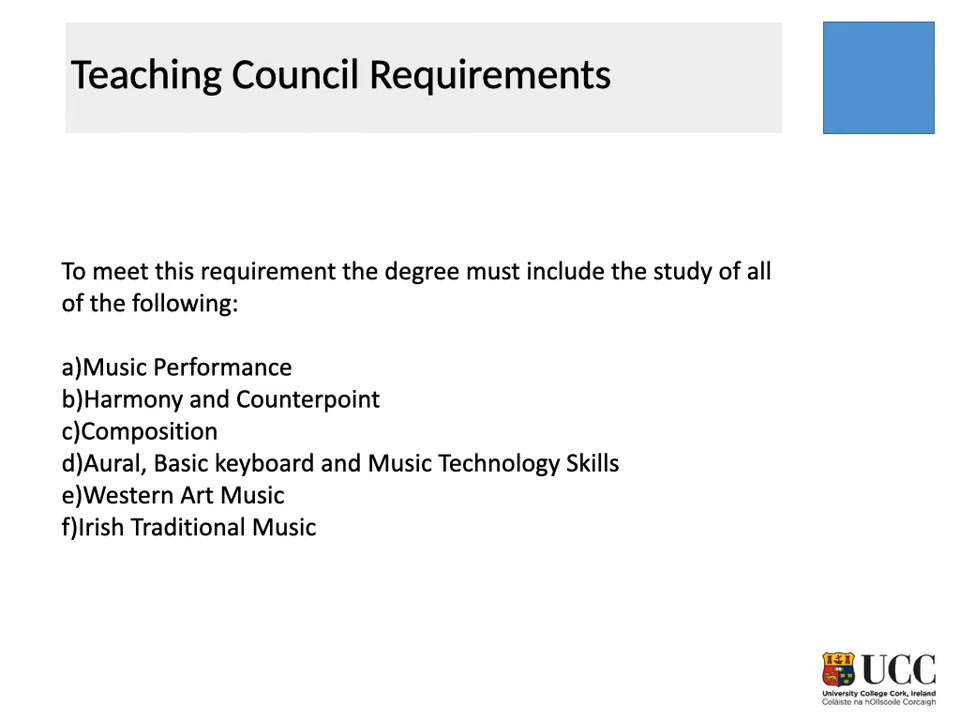 Teaching Council Requirements
To meet this requirement the degree must include the study of all
of the following:
a)Music Performance
b)Harmony and Counterpoint
c)Composition
d)Aural, Basic keyboard and Music Technology Skills
e)Western Art Music
f)Irish Traditional Music
UCC
University College Cork, Ireland
Coláiste na hOllscoile Corcaigh